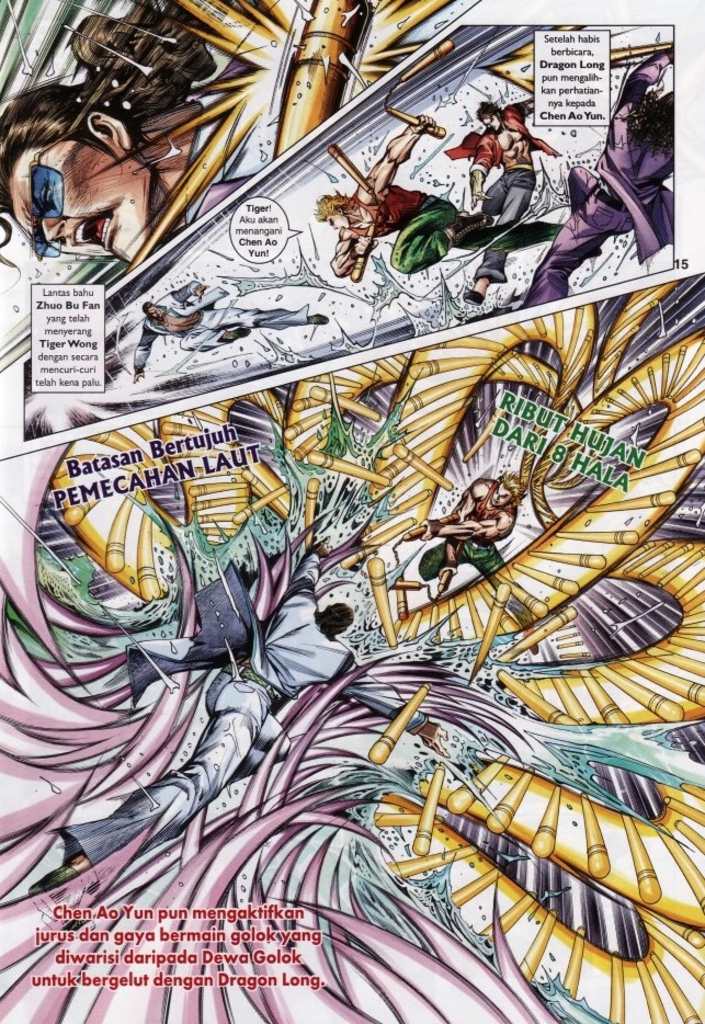 Setelah habis
berbicara,
Dragon Long
pun mengalih-
kan perhatian-
nya kepada
Chen Ao Yun.
Tiger!
Aku akan
Chen Ao
Yun!
15
Lantas bahu
Zhuo Bu Fan
yang telah
menyerang
Tiger Wong
dengan secara
mencuri-curi
telah kena palu.
Batasan Bertujuh
PEMECAHAN LAUT
RIBUT HUJAN
DARI 8 HALA
Chen Ao Yun pun mengaktifkan
jurus dan gaya bermain golok yang
diwarisi daripada Dewa Golok
untuk bergelut dengan Dragon Long.